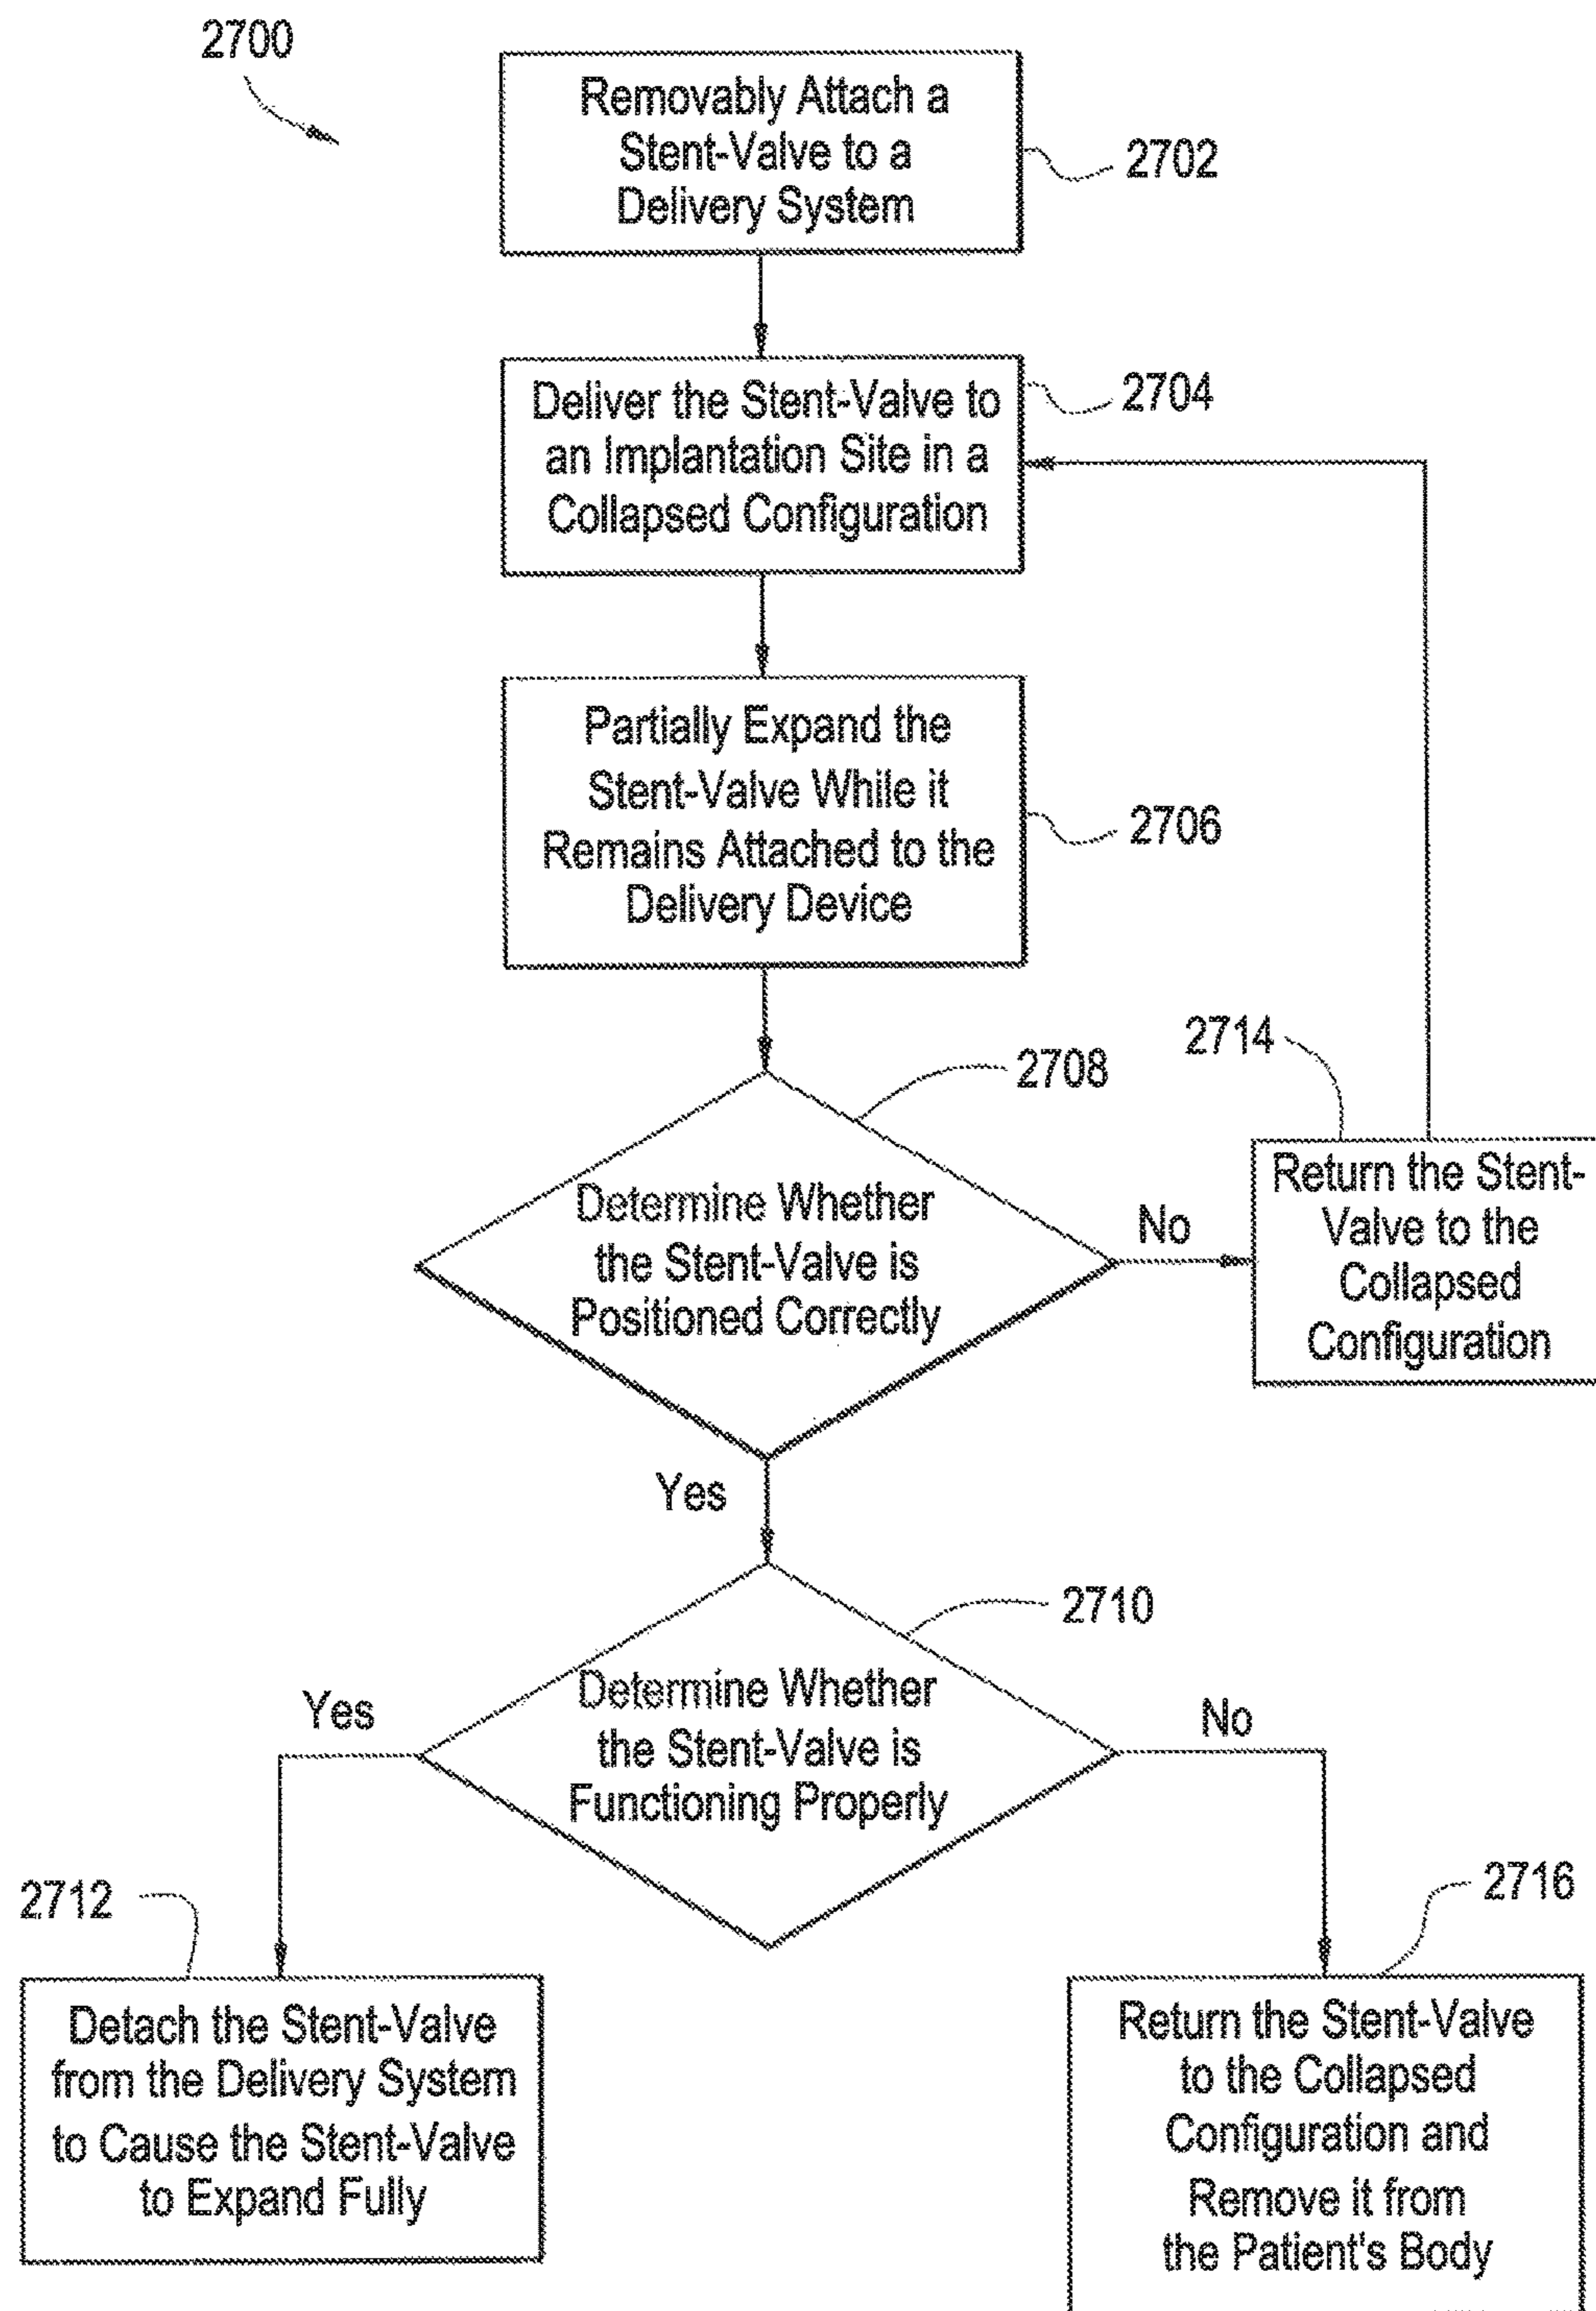 2700
Removably Attach a
Stent-Valve to a
Delivery System
2702
Deliver the Stent-Valve to
an Implantation Site in a
Collapsed Configuration
2704
Partially Expand the
Stent-Valve While it
Remains Attached to the
Delivery Device
2706
2708
Determine Whether
the Stent-Valve is
Positioned Correctly
No
2714
Return the Stent-
Valve to the
Collapsed
Configuration
Yes
2710
Determine Whether
the Stent-Valve is
Functioning Properly
Yes
No
2712
Detach the Stent-Valve
from the Delivery System
to Cause the Stent-Valve
to Expand Fully
2716
Return the Stent-Valve
to the Collapsed
Configuration and
Remove it from
the Patient's Body